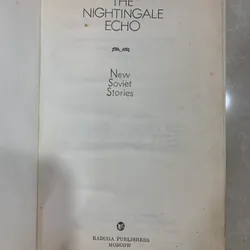 THE
NIGHTINGALE
ECHO
New
Soviet
Stories
RADUGA PUBLISHERS
MOSCOW